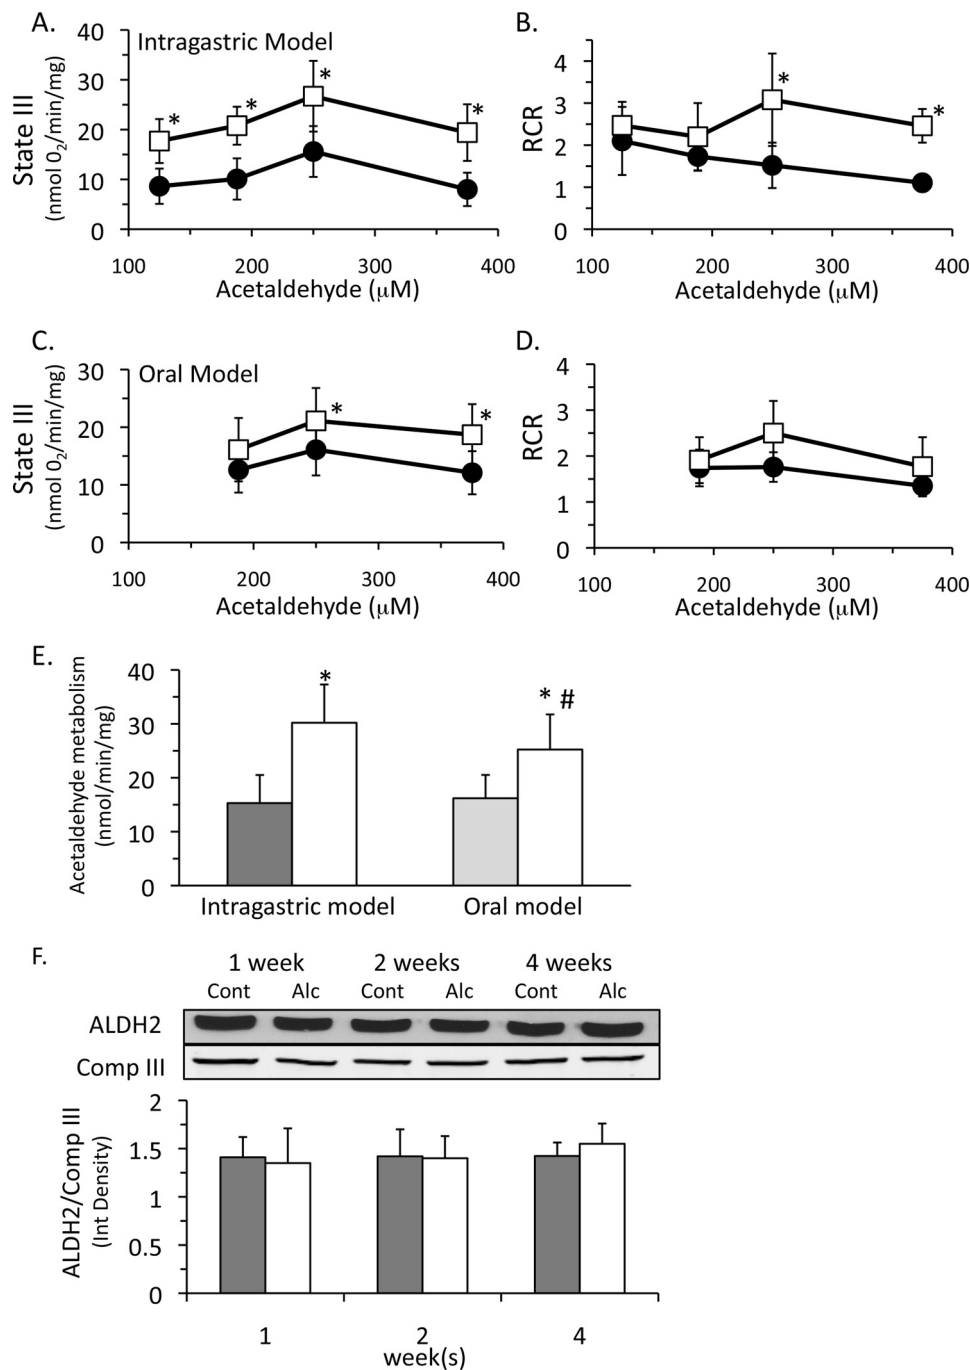 A.
Intragastric Model
State III
(nmol 0₂/min/mg)
40
30
20
10
0
*
*
*
*
100
200
300
400
Acetaldehyde (μM)
B.
RCR
4
3
2
1
0
*
*
100
200
300
400
Acetaldehyde (μM)
C.
Oral Model
State III
(nmol 0₂/min/mg)
30
20
10
0
*
*
100
200
300
400
Acetaldehyde (μM)
D.
RCR
4
3
2
1
0
100
200
300
400
Acetaldehyde (μM)
E.
Acetaldehyde metabolism
(nmol/min/mg)
40
30
20
10
0
*
* #
Intragastric model
Oral model
F.
1 week
2 weeks
4 weeks
Cont
Alc
Cont
Alc
Cont
Alc
ALDH2
Comp III
ALDH2/Comp III
(Int Density)
2
1.5
1
0.5
0
1
2
4
week(s)